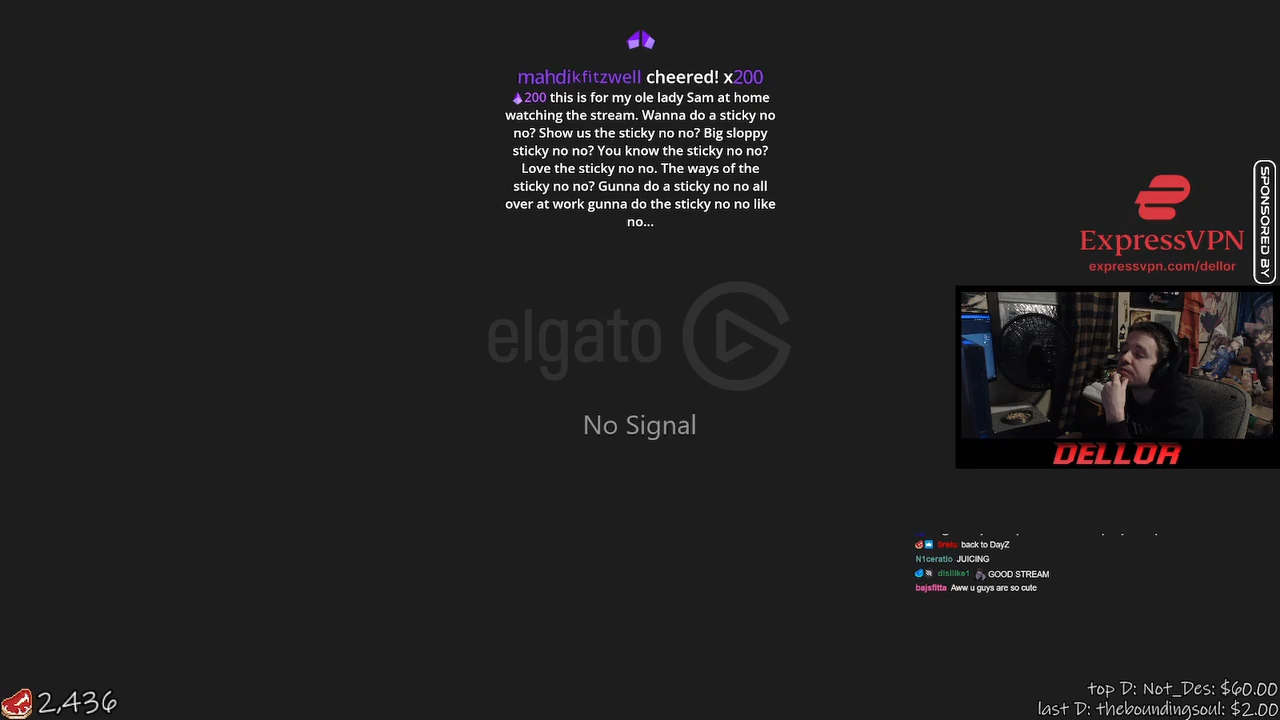 mahdikfitzwell cheered! x200
200 this is for my ole lady Sam at home
watching the stream. Wanna do a sticky no
no? Show us the sticky no no? Big sloppy
sticky no no? You know the sticky no no?
Love the sticky no no. The ways of the
sticky no no? Gunna do a sticky no no all
over at work gunna do the sticky no no like
no...
SPONSORED BY
ExpressVPN
expressvpn.com/dellor
elgato
No Signal
DELLOR
back to DayZ
N1ceratio JUICING
dislike1 GOOD STREAM
bajsfitta Aww u guys are so cute
2,436
top D: Not_Des: $60.00
last D: theboundingsoul: $2.00